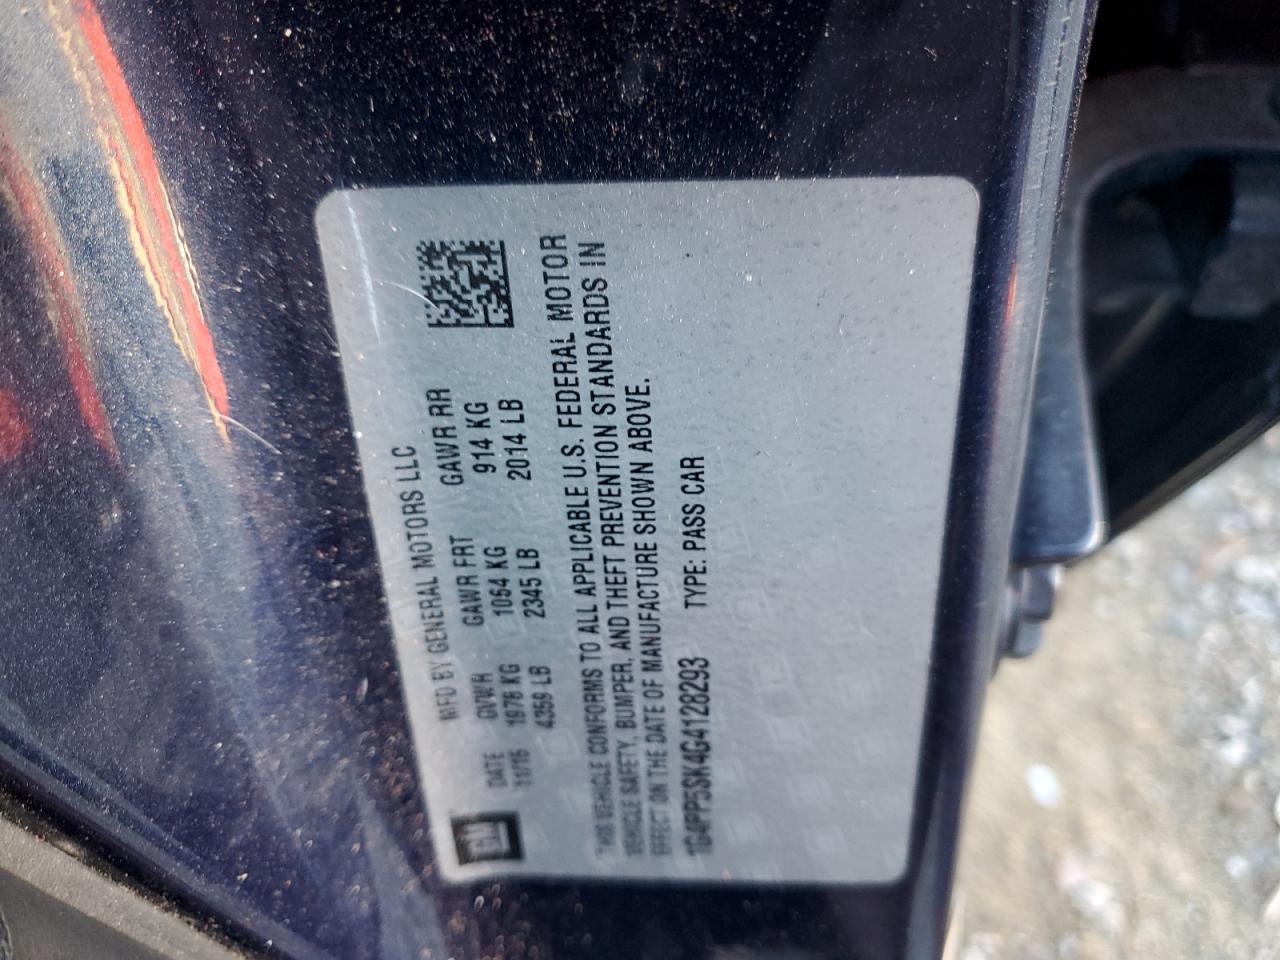 MFD BY GENERAL MOTORS LLC
GM
DATE GVWR GAWR FRT GAWR RR
11/15 1976 KG 1064 KG 914 KG
4359 LB 2345 LB 2014 LB
THIS VEHICLE CONFORMS TO ALL APPLICABLE U.S. FEDERAL MOTOR
VEHICLE SAFETY, BUMPER, AND THEFT PREVENTION STANDARDS IN
EFFECT ON THE DATE OF MANUFACTURE SHOWN ABOVE.
1G4PP5SK4G4128293 TYPE: PASS CAR